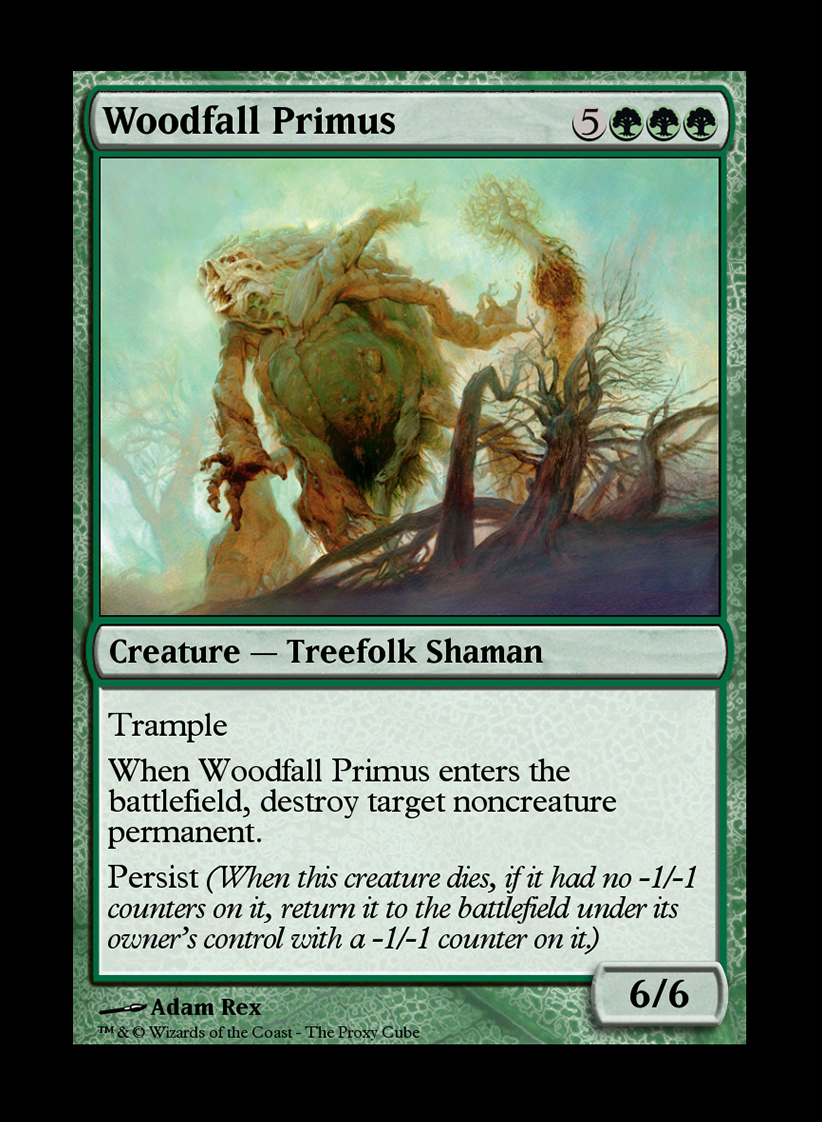 Woodfall Primus 5
Creature — Treefolk Shaman
Trample
When Woodfall Primus enters the
battlefield, destroy target noncreature
permanent.
Persist (When this creature dies, if it had no -1/-1
counters on it, return it to the battlefield under its
owner's control with a -1/-1 counter on it.)
6/6
Adam Rex
™ & © Wizards of the Coast - The Proxy Cube